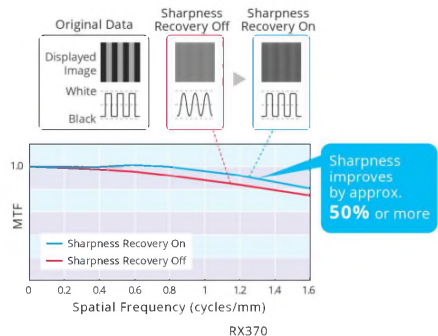 Original Data
Sharpness
Recovery Off
Sharpness
Recovery On
Displayed
Image
White
Black
1.0
MTF
Sharpness
improves
by approx.
50% or more
Sharpness Recovery On
Sharpness Recovery Off
0 0.2 0.4 0.6 0.8 1 1.2 1.4 1.6
Spatial Frequency (cycles/mm)
RX370